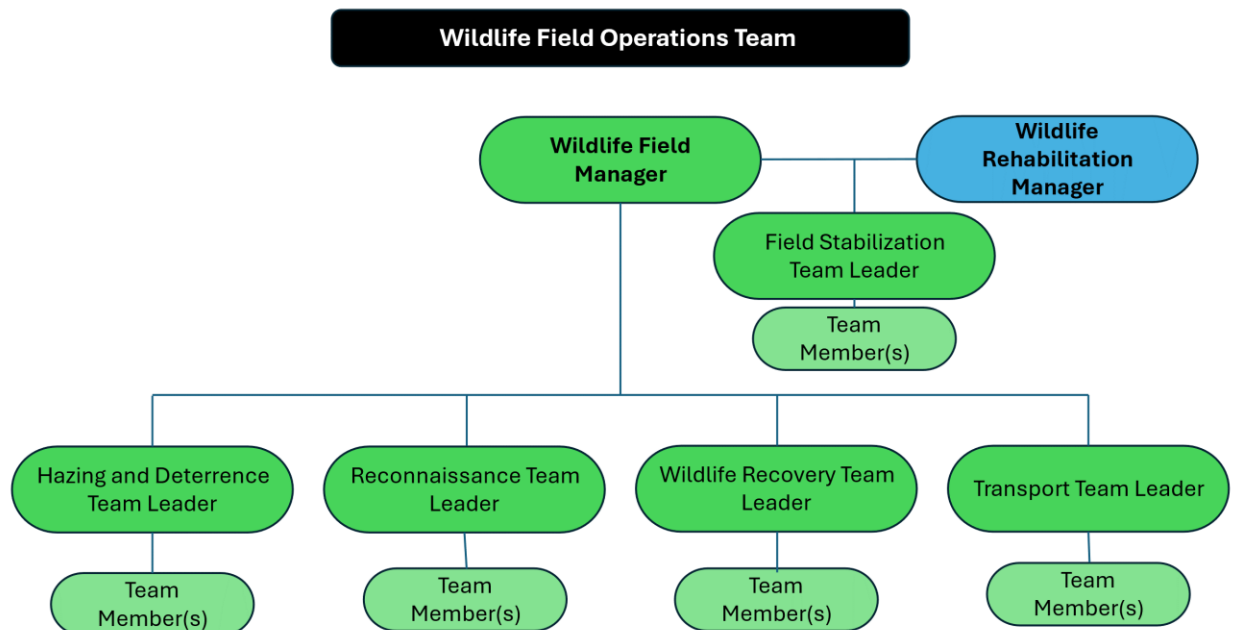 Wildlife Field Operations Team
Wildlife Field
Manager
Wildlife
Rehabilitation
Manager
Field Stabilization
Team Leader
Team
Member(s)
Hazing and Deterrence
Team Leader
Reconnaissance Team
Leader
Wildlife Recovery Team
Leader
Transport Team Leader
Team
Member(s)
Team
Member(s)
Team
Member(s)
Team
Member(s)